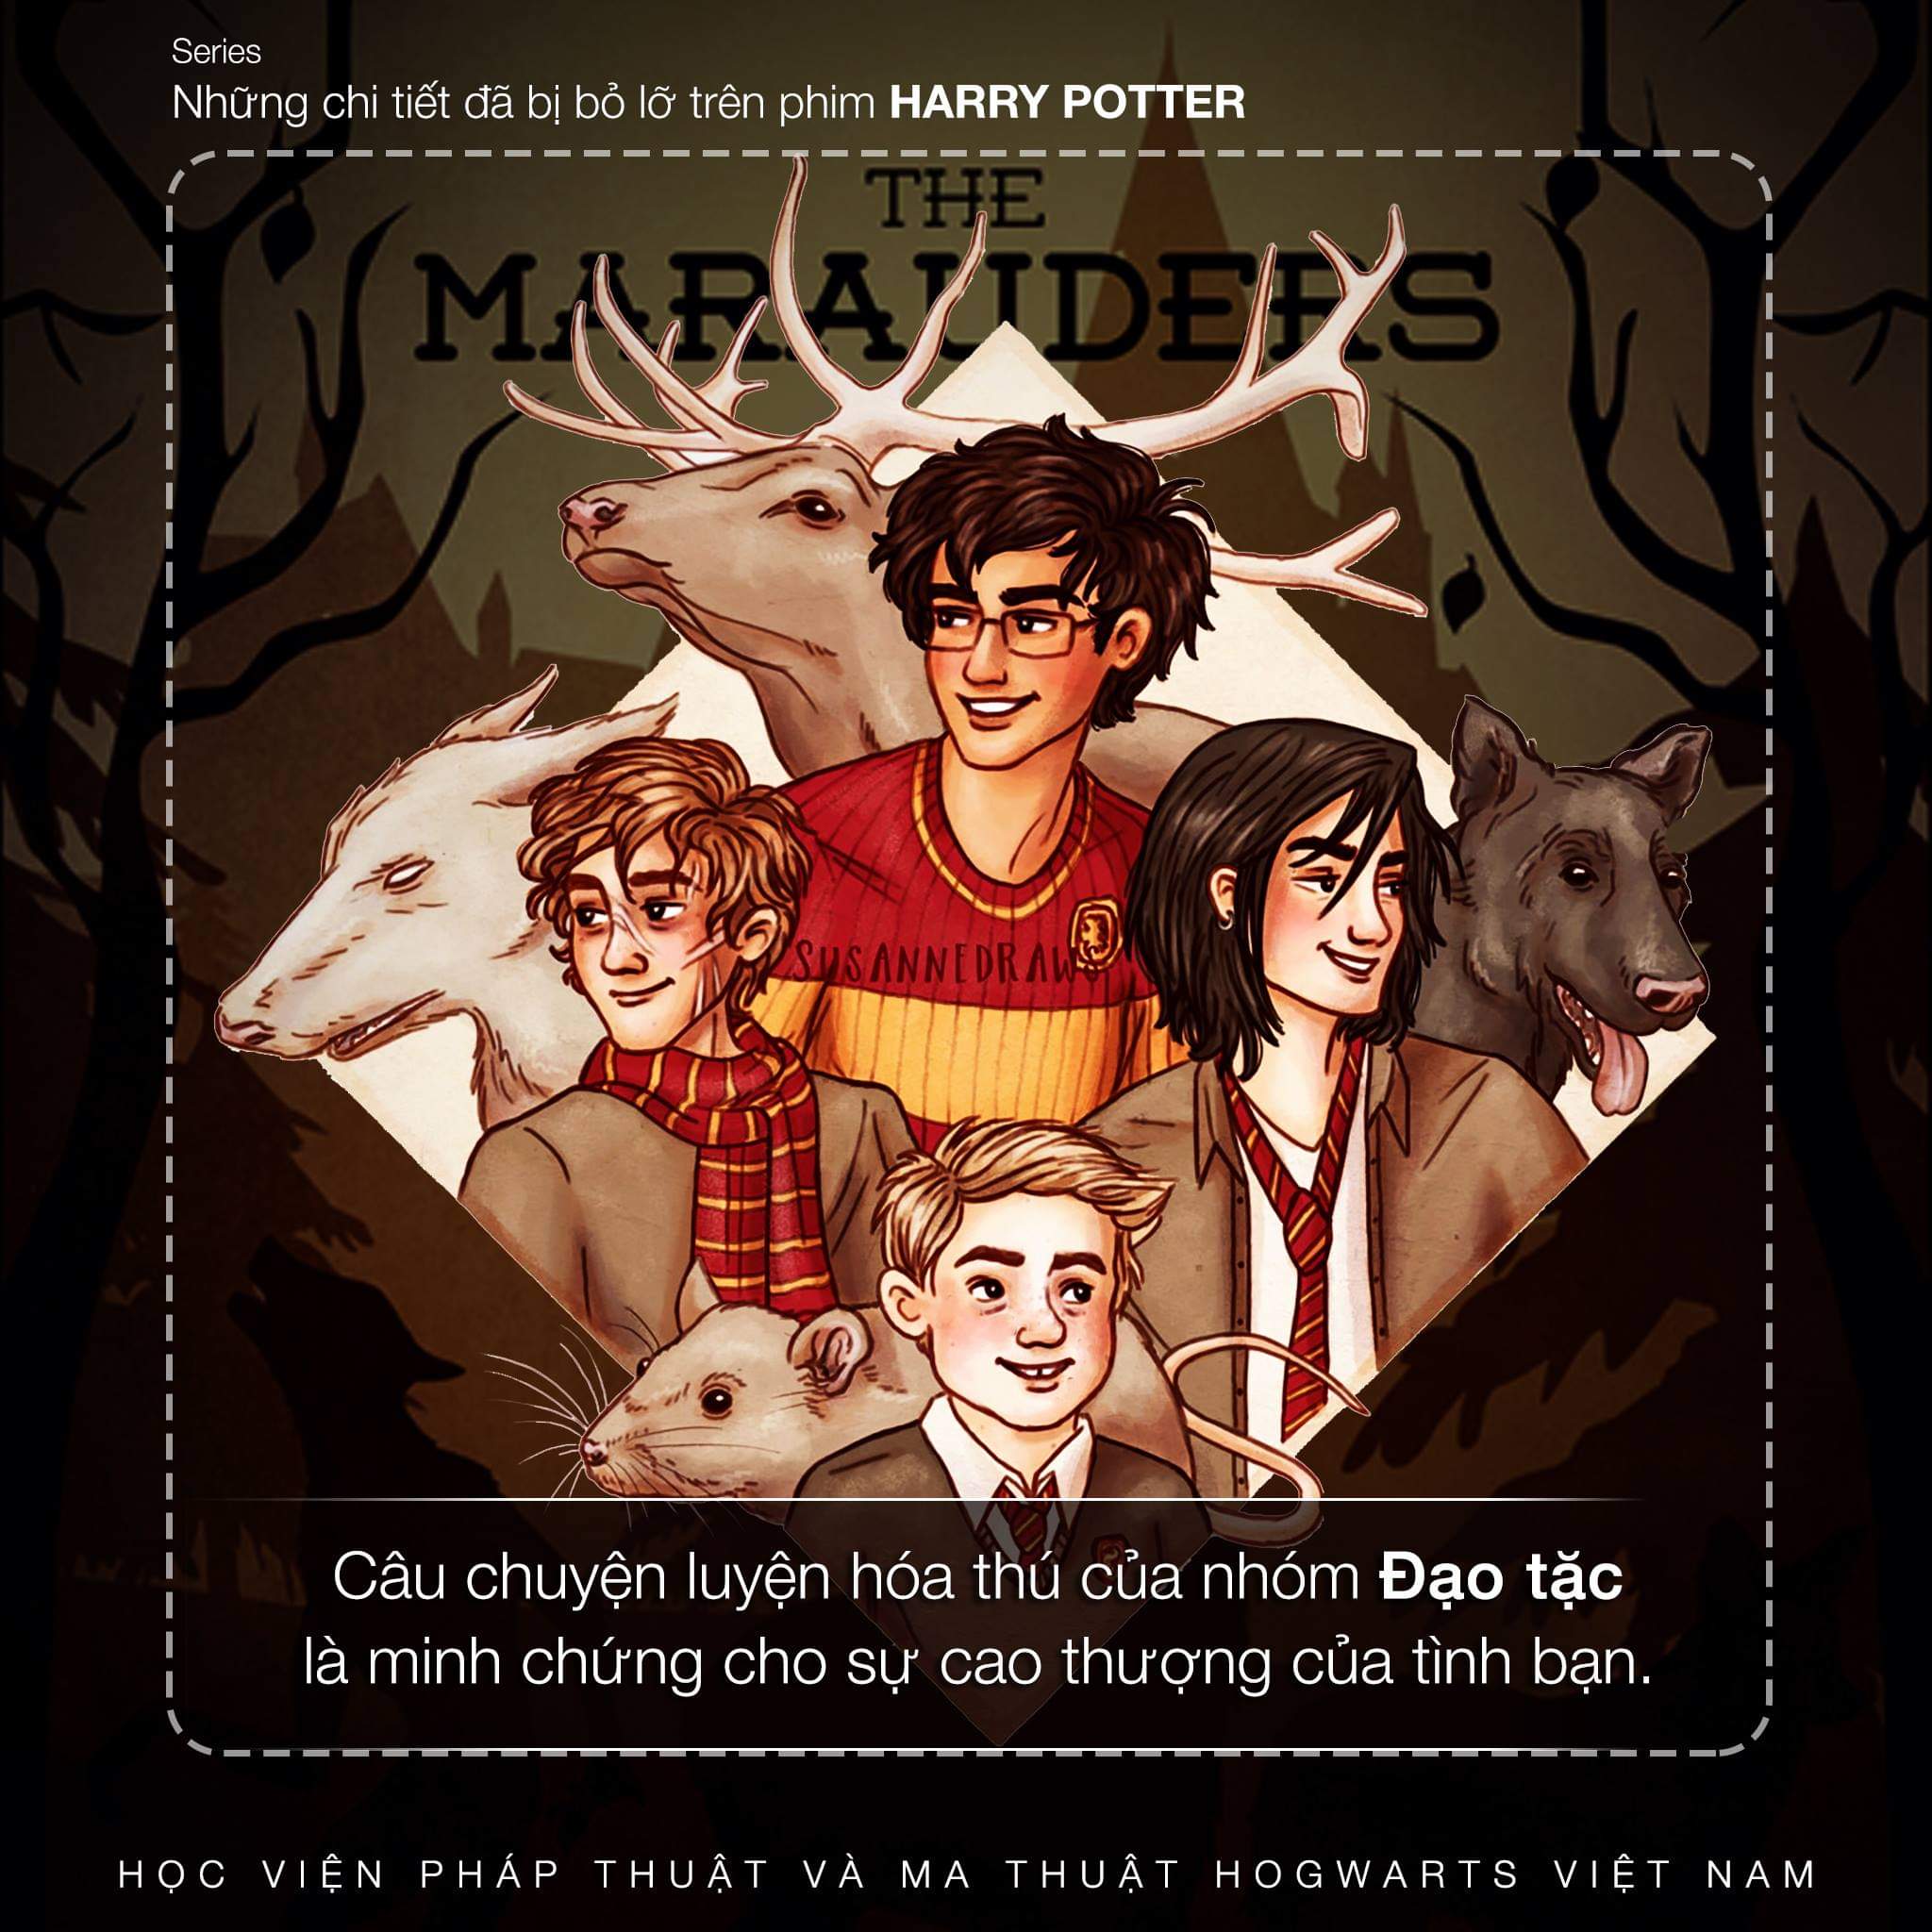 Series
Những chi tiết đã bị bỏ lỡ trên phim HARRY POTTER
THE
MARAUDERS
SUSANNEDRAWS
Câu chuyện luyện hóa thú của nhóm Đạo tặc
là minh chứng cho sự cao thượng của tình bạn.
HỌC VIỆN PHÁP THUẬT VÀ MA THUẬT HOGWARTS VIỆT NAM